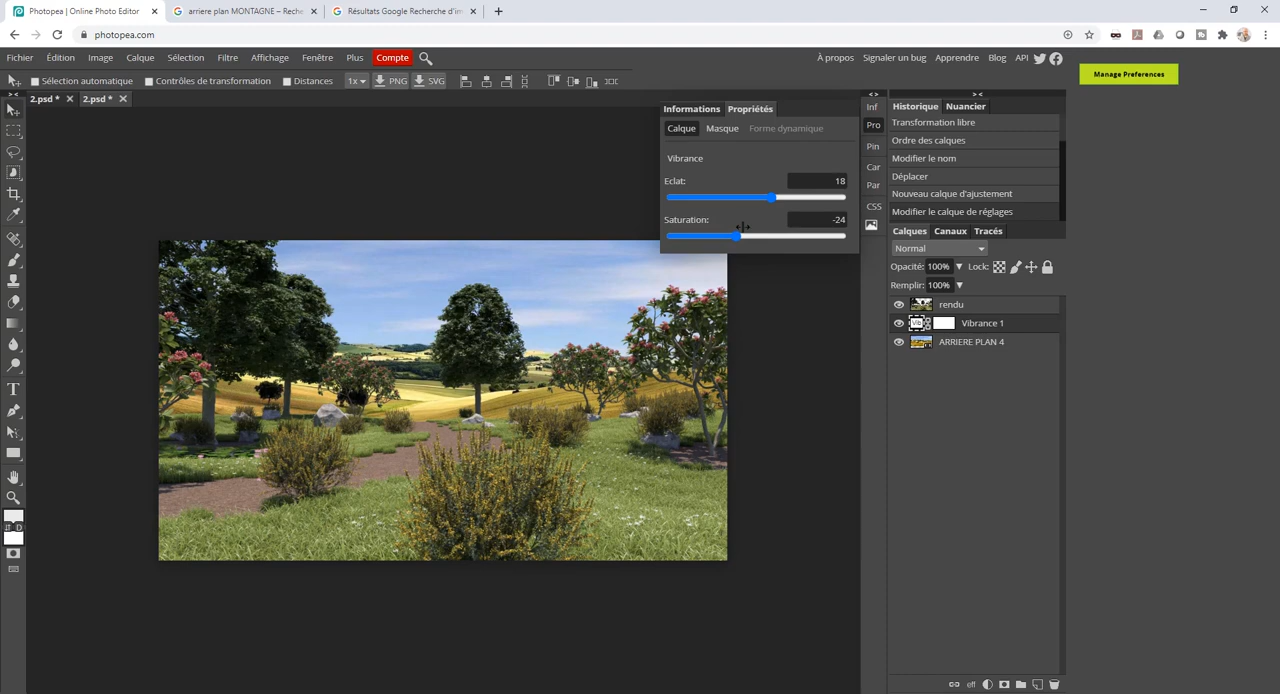 Photopea | Online Photo Editor
arriere plan MONTAGNE – Reche
Résultats Google Recherche d'im
photopea.com
Fichier Édition Image Calque Sélection Filtre Affichage Fenêtre Plus Compte
À propos Signaler un bug Apprendre Blog API
Manage Preferences
Sélection automatique Contrôles de transformation Distances 1x PNG SVG
2.psd * 2.psd *
Informations Propriétés
Calque Masque Forme dynamique
Vibrance
Eclat: 18
Saturation: -24
Inf
Pro
Pin
Car
Par
CSS
Historique Nuancier
Transformation libre
Ordre des calques
Modifier le nom
Déplacer
Nouveau calque d'ajustement
Modifier le calque de réglages
Calques Canaux Tracés
Normal
Opacité: 100% Lock:
Remplir: 100%
rendu
Vib Vibrance 1
ARRIERE PLAN 4
T
D
eff